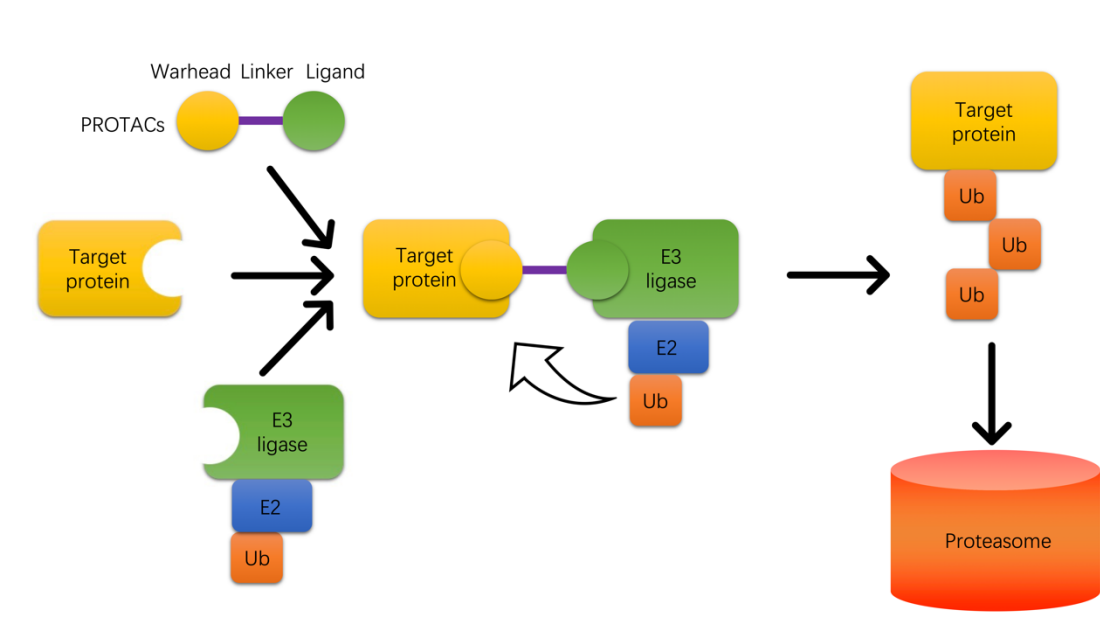 Warhead Linker Ligand
PROTACs
Target
protein
E3
ligase
E2
Ub
Target
protein
E3
ligase
E2
Ub
Target
protein
Ub
Ub
Ub
Proteasome